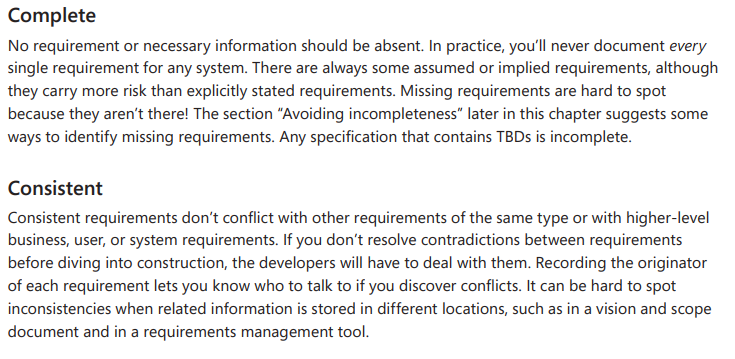 Complete
No requirement or necessary information should be absent. In practice, you’ll never document every
single requirement for any system. There are always some assumed or implied requirements, although
they carry more risk than explicitly stated requirements. Missing requirements are hard to spot
because they aren’t there! The section “Avoiding incompleteness” later in this chapter suggests some
ways to identify missing requirements. Any specification that contains TBDs is incomplete.
Consistent
Consistent requirements don’t conflict with other requirements of the same type or with higher-level
business, user, or system requirements. If you don’t resolve contradictions between requirements
before diving into construction, the developers will have to deal with them. Recording the originator
of each requirement lets you know who to talk to if you discover conflicts. It can be hard to spot
inconsistencies when related information is stored in different locations, such as in a vision and scope
document and in a requirements management tool.